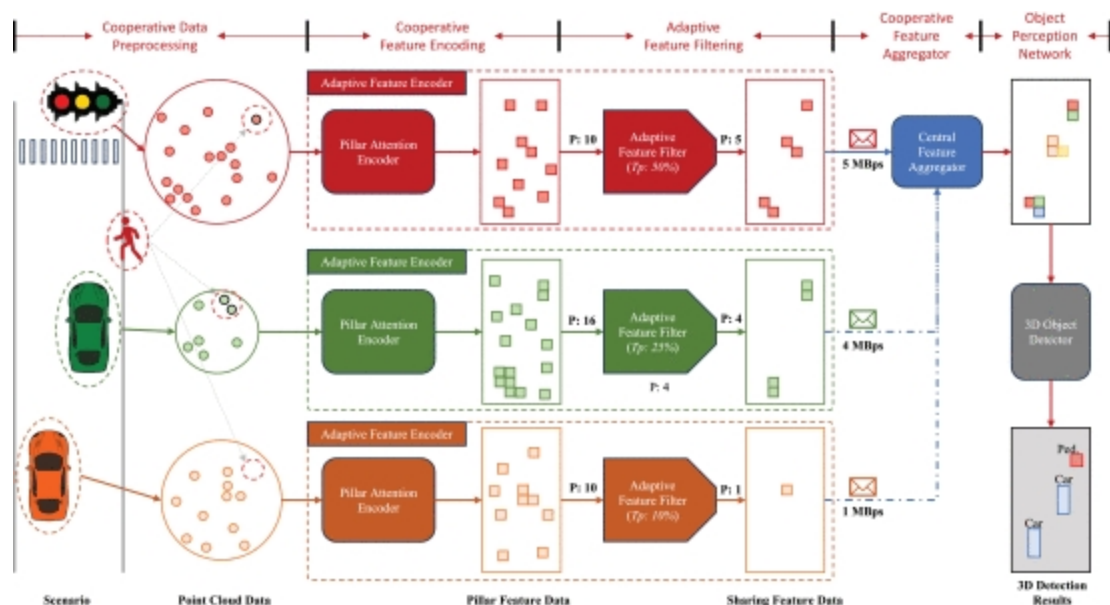 Cooperative Data
Preprocessing
Cooperative
Feature Encoding
Adaptive
Feature Filtering
Cooperative
Feature
Aggregator
Object
Perception
Network
Adaptive Feature Encoder
Pillar Attention
Encoder
P: 10
Adaptive
Feature Filter
(Tp: 50%)
P: 5
5 MBps
Central
Feature
Aggregator
Adaptive Feature Encoder
Pillar Attention
Encoder
P: 16
Adaptive
Feature Filter
(Tp: 25%)
P: 4
P: 4
4 MBps
3D Object
Detector
Adaptive Feature Encoder
Pillar Attention
Encoder
P: 10
Adaptive
Feature Filter
(Tp: 10%)
P: 1
1 MBps
Ped.
Car
Car
Scenario
Point Cloud Data
Pillar Feature Data
Sharing Feature Data
3D Detection
Results